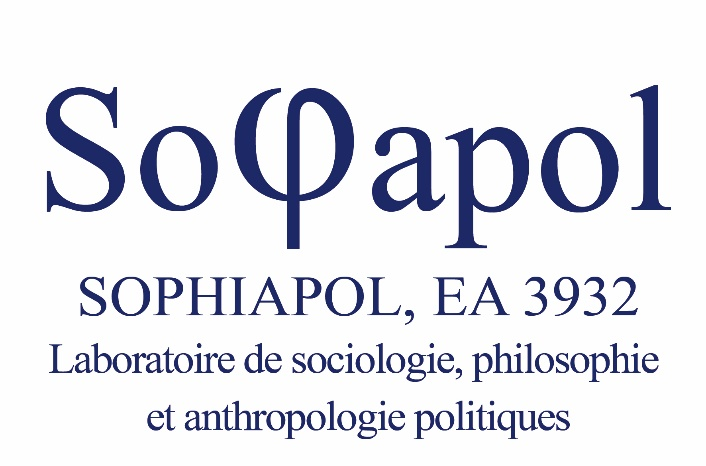 Soφapol
SOPHIAPOL, EA 3932
Laboratoire de sociologie, philosophie
et anthropologie politiques